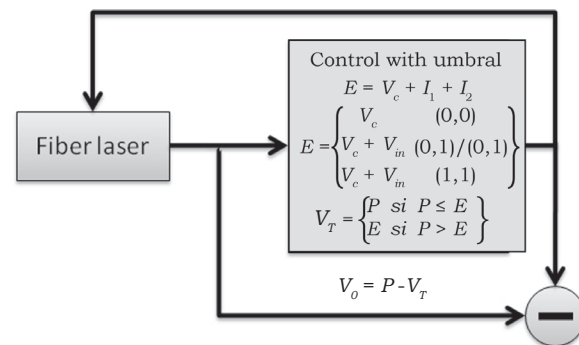 Control with umbral
E = V_c + I_1 + I_2
V_c (0,0)
E = V_c + V_in (0,1)/(0,1)
V_c + V_in (1,1)
P si P ≤ E
V_T =
E si P > E
Fiber laser
V_0 = P - V_T